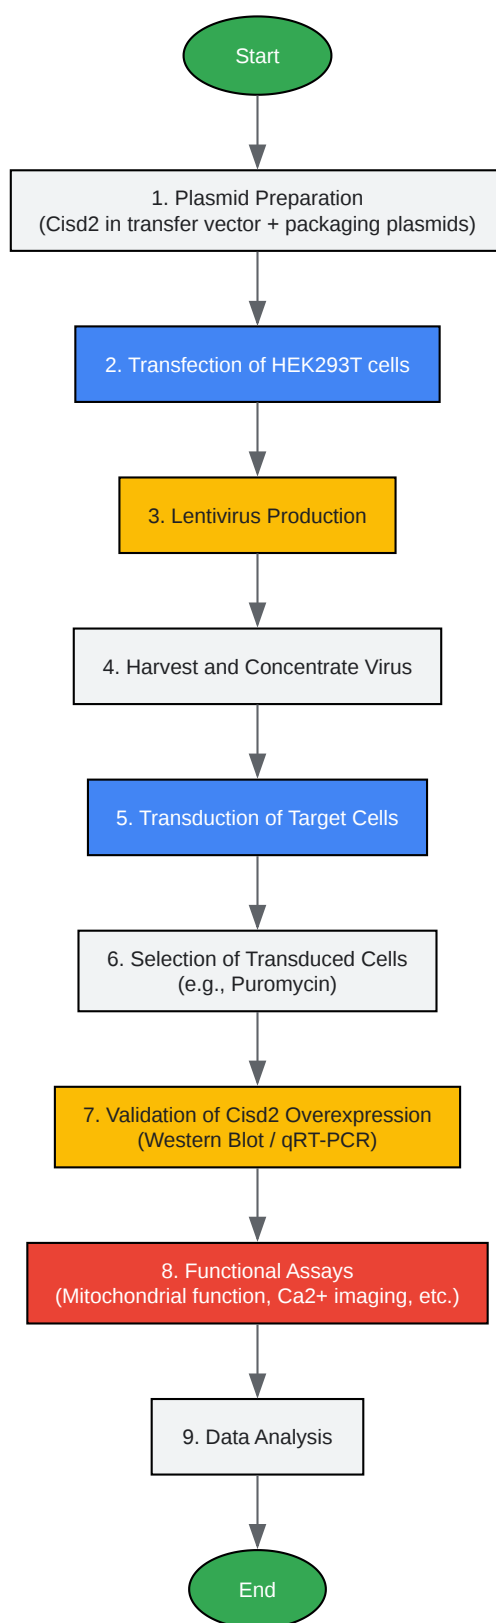 Start
1. Plasmid Preparation
(Cisd2 in transfer vector + packaging plasmids)
2. Transfection of HEK293T cells
3. Lentivirus Production
4. Harvest and Concentrate Virus
5. Transduction of Target Cells
6. Selection of Transduced Cells
(e.g., Puromycin)
7. Validation of Cisd2 Overexpression
(Western Blot / qRT-PCR)
8. Functional Assays
(Mitochondrial function, Ca2+ imaging, etc.)
9. Data Analysis
End